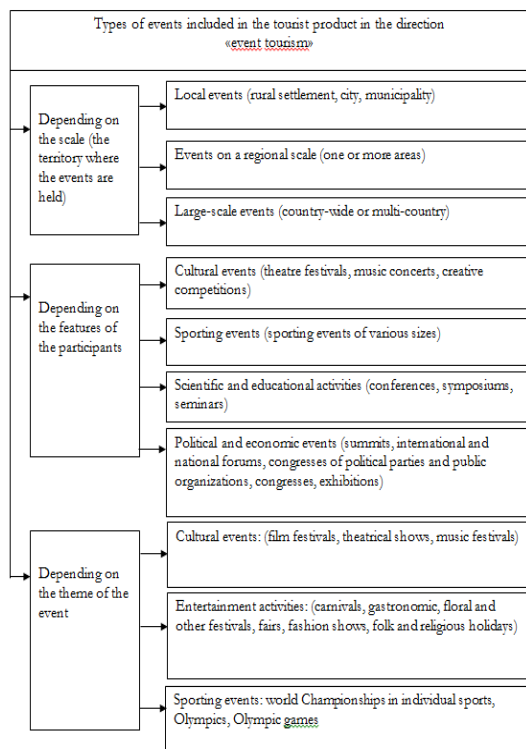 Types of events included in the tourist product in the direction
«event tourism»
Depending on
the scale (the
territory where
the events are
held)
Local events (rural settlement, city, municipality)
Events on a regional scale (one or more areas)
Large-scale events (country-wide or multi-country)
Depending on
the features of
the participants
Cultural events (theatre festivals, music concerts, creative
competitions)
Sporting events (sporting events of various sizes)
Scientific and educational activities (conferences, symposiums,
seminars)
Political and economic events (summits, international and
national forums, congresses of political parties and public
organizations, congresses, exhibitions)
Depending on
the theme of the
event
Cultural events: (film festivals, theatrical shows, music festivals)
Entertainment activities: (carnivals, gastronomic, floral and
other festivals, fairs, fashion shows, folk and religious holidays)
Sporting events: world Championships in individual sports,
Olympics, Olympic games